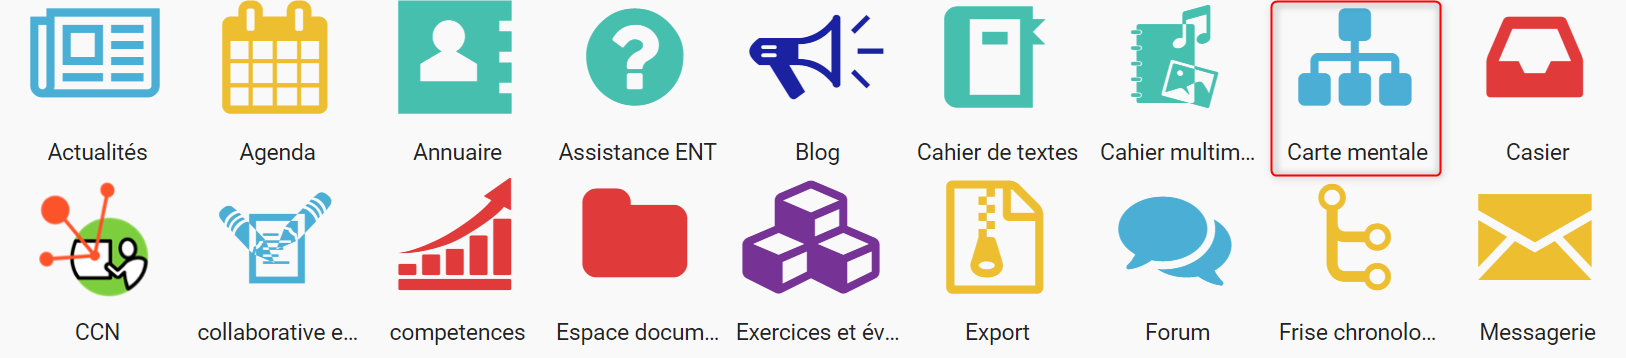 Actualités
Agenda
Annuaire
Assistance ENT
Blog
Cahier de textes
Cahier multim...
Carte mentale
Casier
CCN
collaborative e...
competences
Espace docum...
Exercices et év...
Export
Forum
Frise chronolo...
Messagerie